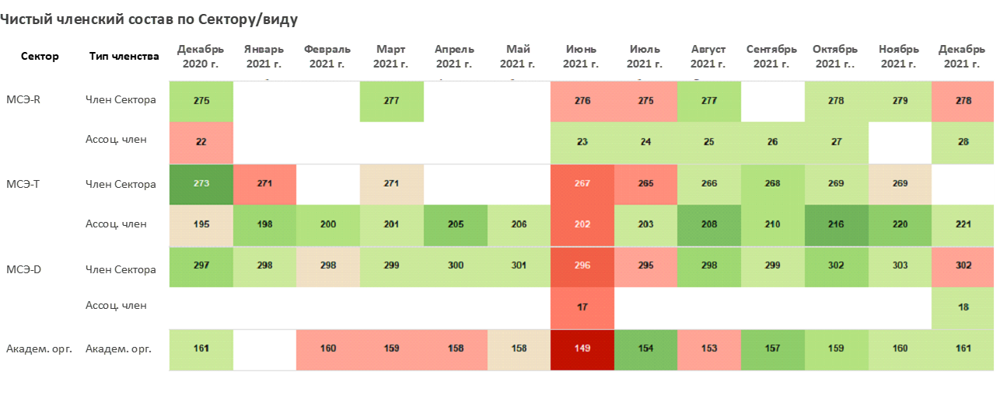 Чистый членский состав по Сектору/виду
Сектор Тип членства Декабрь 2020 г. Январь 2021 г. Февраль 2021 г. Март 2021 г. Апрель 2021 г. Май 2021 г. Июнь 2021 г. Июль 2021 г. Август 2021 г. Сентябрь 2021 г. Октябрь 2021 г.. Ноябрь 2021 г. Декабрь 2021 г.
МСЭ-R Член Сектора 275 277 276 275 277 278 279 278
Ассоц. член 22 23 24 25 26 27 28
МСЭ-T Член Сектора 273 271 271 267 265 266 268 269 269
Ассоц. член 195 198 200 201 205 206 202 203 208 210 216 220 221
МСЭ-D Член Сектора 297 298 298 299 300 301 296 295 298 299 302 303 302
Ассоц. член 17 18
Академ. орг. Академ. орг. 161 160 159 158 158 149 154 153 157 159 160 161